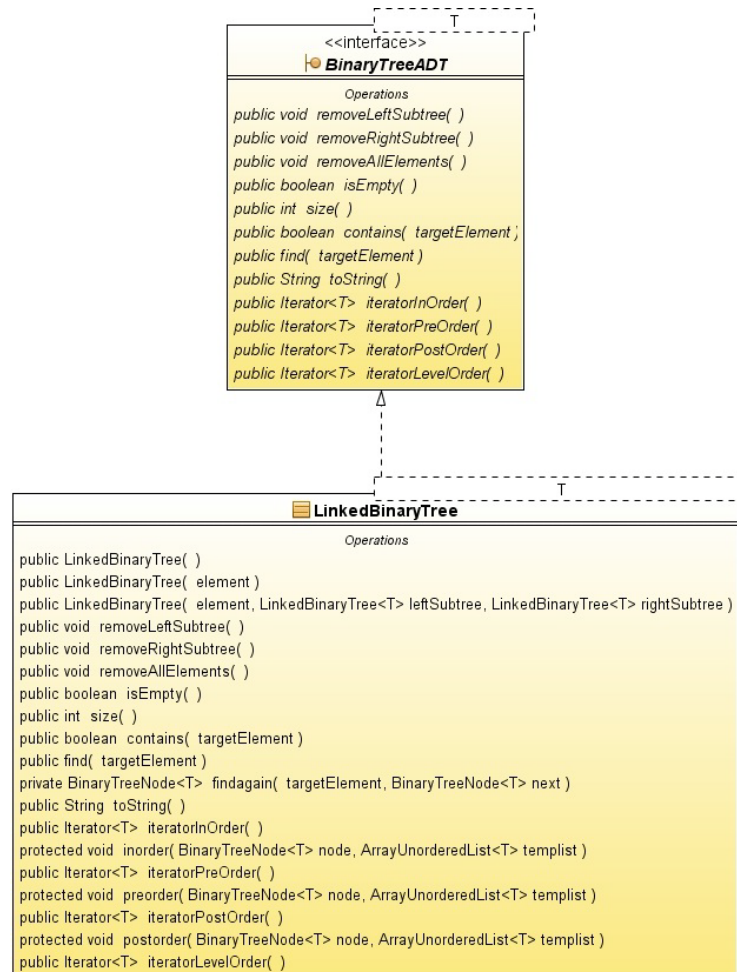 T
<<interface>>
BinaryTreeADT
Operations
public void removeLeftSubtree( )
public void removeRightSubtree( )
public void removeAllElements( )
public boolean isEmpty( )
public int size( )
public boolean contains( targetElement )
public find( targetElement )
public String toString( )
public Iterator<T> iteratorInOrder( )
public Iterator<T> iteratorPreOrder( )
public Iterator<T> iteratorPostOrder( )
public Iterator<T> iteratorLevelOrder( )
T
LinkedBinaryTree
Operations
public LinkedBinaryTree( )
public LinkedBinaryTree( element )
public LinkedBinaryTree( element, LinkedBinaryTree<T> leftSubtree, LinkedBinaryTree<T> rightSubtree )
public void removeLeftSubtree( )
public void removeRightSubtree( )
public void removeAllElements( )
public boolean isEmpty( )
public int size( )
public boolean contains( targetElement )
public find( targetElement )
private BinaryTreeNode<T> findagain( targetElement, BinaryTreeNode<T> next )
public String toString( )
public Iterator<T> iteratorInOrder( )
protected void inorder( BinaryTreeNode<T> node, ArrayUnorderedList<T> templist )
public Iterator<T> iteratorPreOrder( )
protected void preorder( BinaryTreeNode<T> node, ArrayUnorderedList<T> templist )
public Iterator<T> iteratorPostOrder( )
protected void postorder( BinaryTreeNode<T> node, ArrayUnorderedList<T> templist )
public Iterator<T> iteratorLevelOrder( )